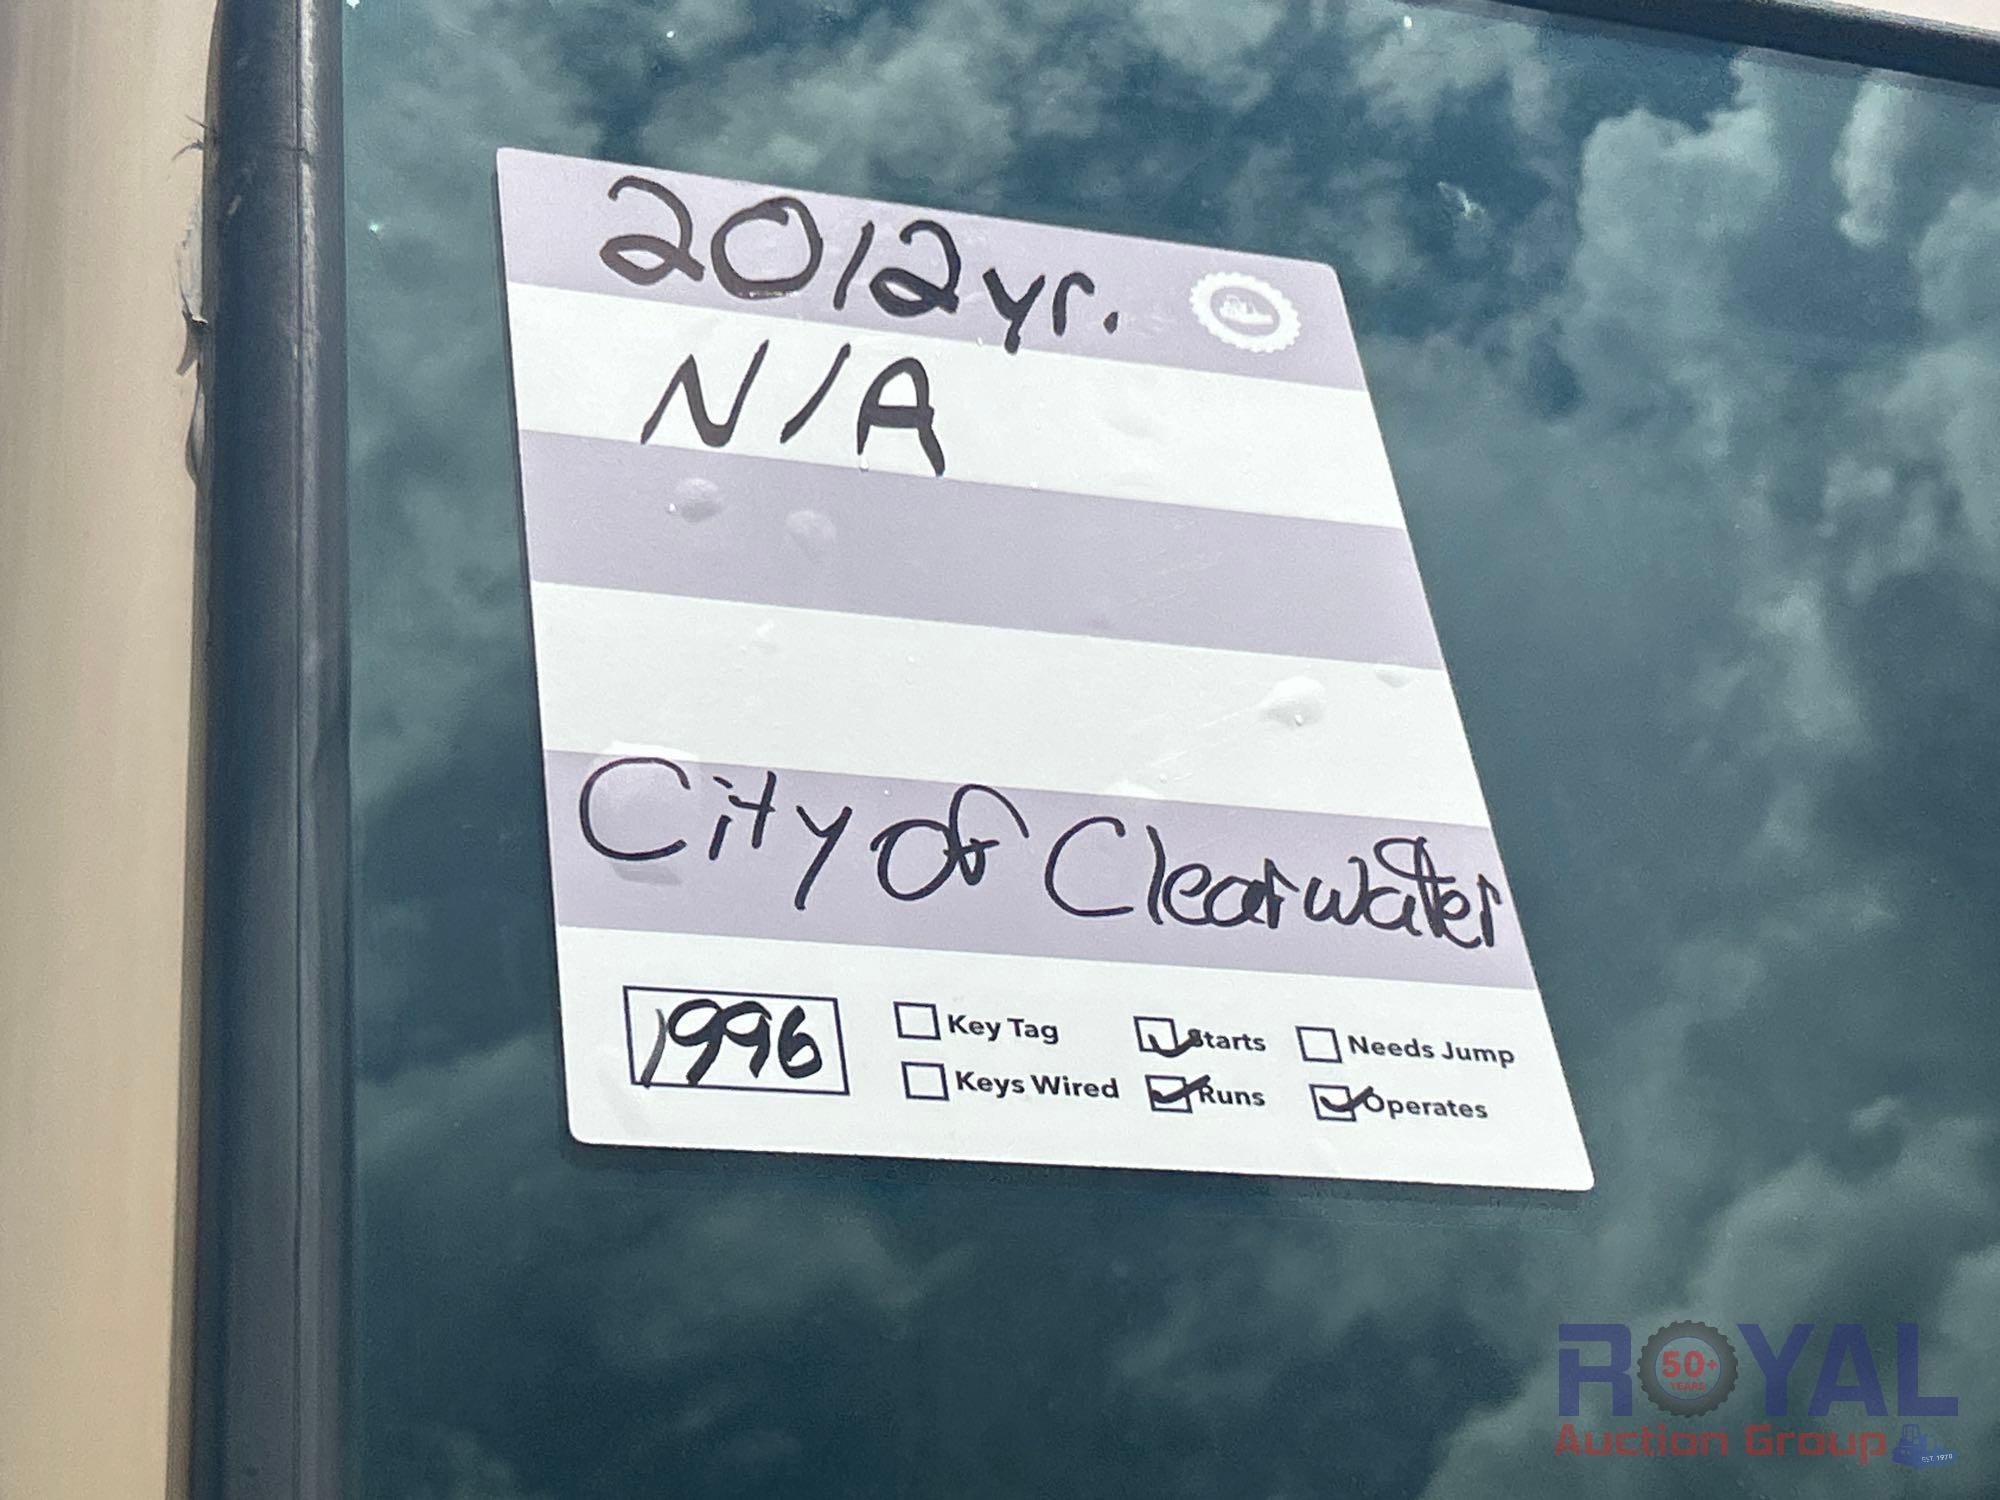 2012yr.
N/A
City of Clearwater
1996
Key Tag
Starts
Needs Jump
Keys Wired
Runs
Operates
ROYAL
50+
YEARS
Auction Group
EST. 1970